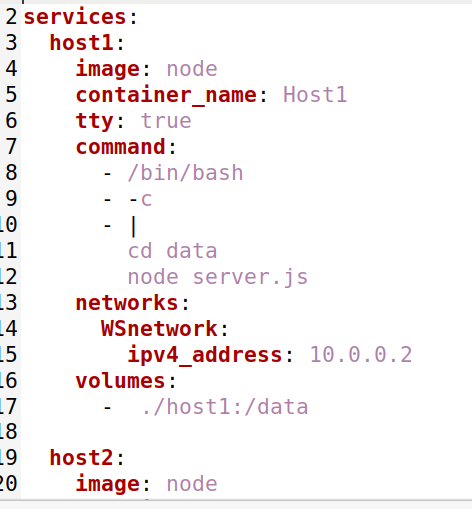 2 services:
3   host1:
4     image: node
5     container_name: Host1
6     tty: true
7     command:
8       - /bin/bash
9       - -c
10       - |
11         cd data
12         node server.js
13     networks:
14       WSnetwork:
15         ipv4_address: 10.0.0.2
16     volumes:
17       -  ./host1:/data
18
19   host2:
20     image: node